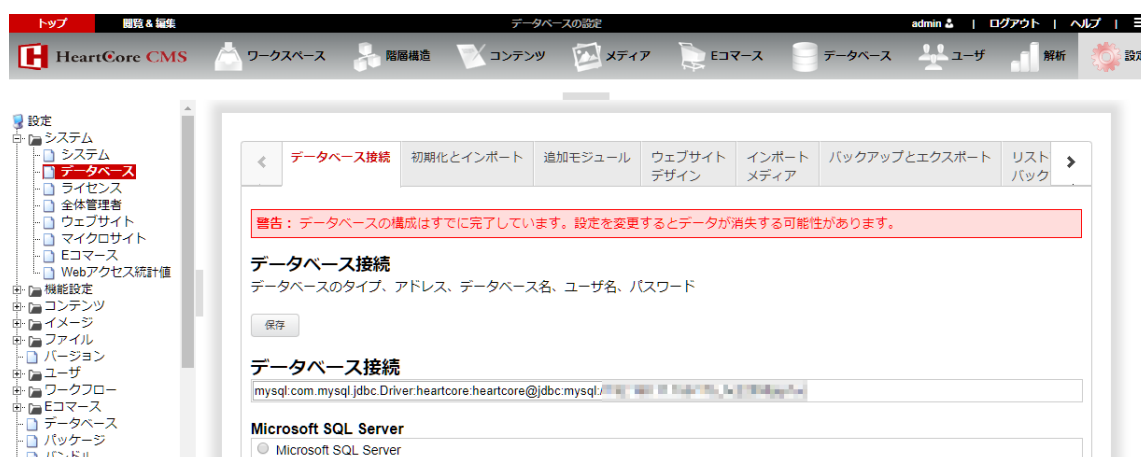 トップ 閲覧 & 編集 データベースの設定 admin | ログアウト | ヘルプ |
HeartCore CMS ワークスペース 階層構造 コンテンツ メディア Eコマース データベース ユーザ 解析 設定
設定
システム
システム
データベース
ライセンス
全体管理者
ウェブサイト
マイクロサイト
Eコマース
Webアクセス統計値
機能設定
コンテンツ
イメージ
ファイル
バージョン
ユーザ
ワークフロー
Eコマース
データベース
パッケージ
バンドル
データベース接続 初期化とインポート 追加モジュール ウェブサイト インポート バックアップとエクスポート リスト
デザイン メディア バック
警告： データベースの構成はすでに完了しています。設定を変更するとデータが消失する可能性があります。
データベース接続
データベースのタイプ、アドレス、データベース名、ユーザ名、パスワード
保存
データベース接続
mysql:com.mysql.jdbc.Driver:heartcore:heartcore@jdbc:mysql:/
Microsoft SQL Server
Microsoft SQL Server